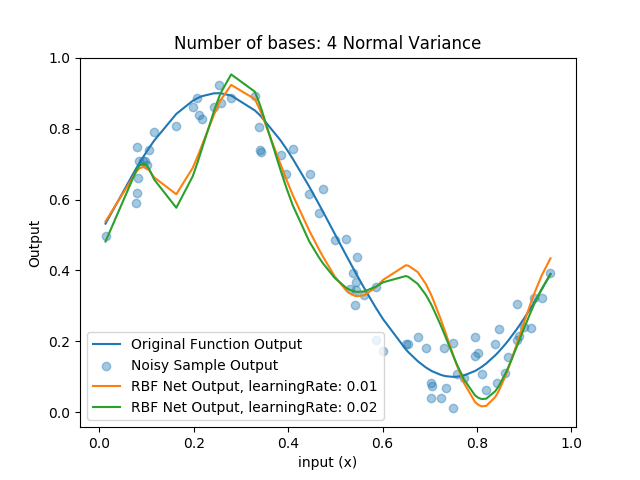 Number of bases: 4 Normal Variance
1.0
0.8
0.6
0.4
0.2
0.0
Output
Original Function Output
Noisy Sample Output
RBF Net Output, learningRate: 0.01
RBF Net Output, learningRate: 0.02
0.0 0.2 0.4 0.6 0.8 1.0
input (x)